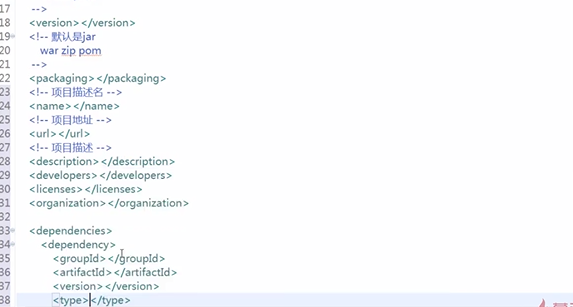 17 -->
18 <version></version>
19 <!-- 默认是jar
20 war zip pom
21 -->
22 <packaging></packaging>
23 <!-- 项目描述名 -->
24 <name></name>
25 <!-- 项目地址 -->
26 <url></url>
27 <!-- 项目描述 -->
28 <description></description>
29 <developers></developers>
30 <licenses></licenses>
31 <organization></organization>
32
33 <dependencies>
34 <dependency>
35 <groupId></groupId>
36 <artifactId></artifactId>
37 <version></version>
38 <type></type>